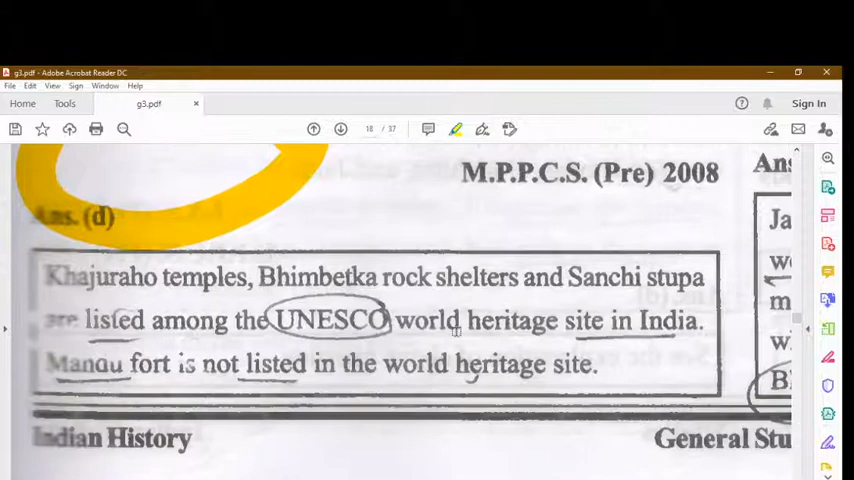 g3.pdf - Adobe Acrobat Reader DC
File Edit View Sign Window Help
Home Tools g3.pdf × Sign In
18 / 37
M.P.P.C.S. (Pre) 2008
Ans
Ans. (d)
Ja
Khajuraho temples, Bhimbetka rock shelters and Sanchi stupa
are listed among the UNESCO world heritage site in India.
Mandu fort is not listed in the world heritage site.
Indian History
General Stu